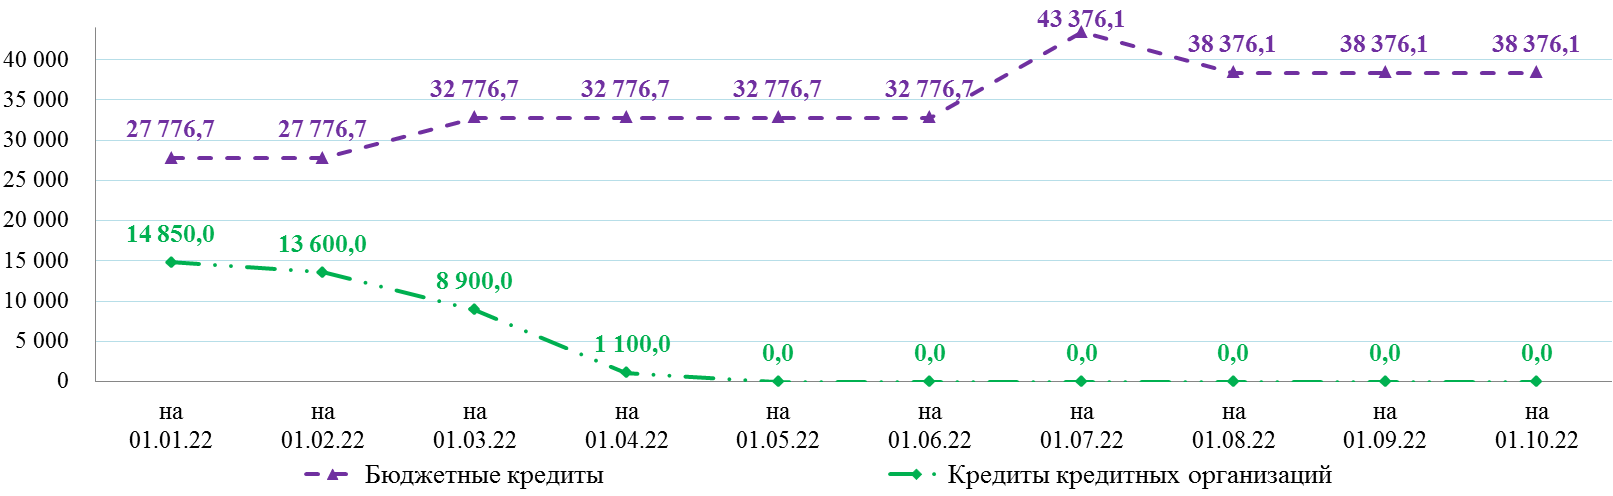 43 376,1
38 376,1 38 376,1 38 376,1
32 776,7 32 776,7 32 776,7 32 776,7
27 776,7 27 776,7
14 850,0
13 600,0
8 900,0
1 100,0
0,0 0,0 0,0 0,0 0,0 0,0
40 000
35 000
30 000
25 000
20 000
15 000
10 000
5 000
0
на на на на на на на на на на
01.01.22 01.02.22 01.03.22 01.04.22 01.05.22 01.06.22 01.07.22 01.08.22 01.09.22 01.10.22
Бюджетные кредиты Кредиты кредитных организаций